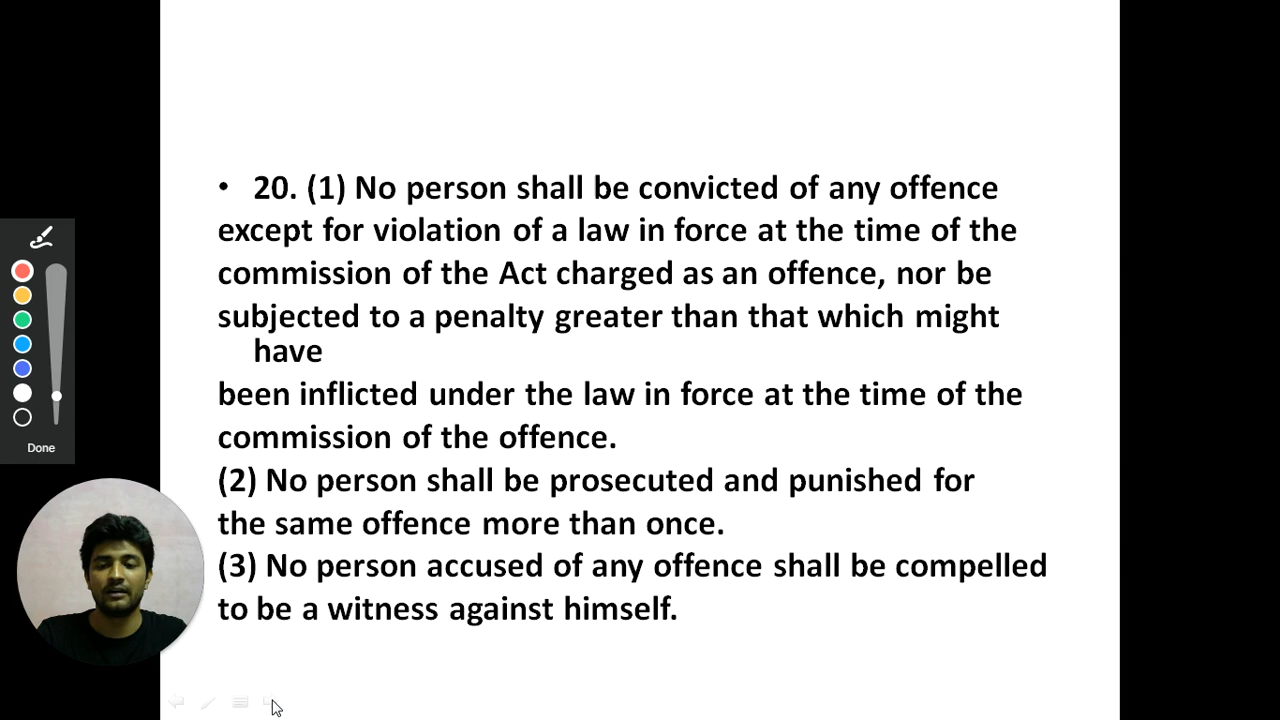 • 20. (1) No person shall be convicted of any offence
except for violation of a law in force at the time of the
commission of the Act charged as an offence, nor be
subjected to a penalty greater than that which might
have
been inflicted under the law in force at the time of the
commission of the offence.
(2) No person shall be prosecuted and punished for
the same offence more than once.
(3) No person accused of any offence shall be compelled
to be a witness against himself.
Done